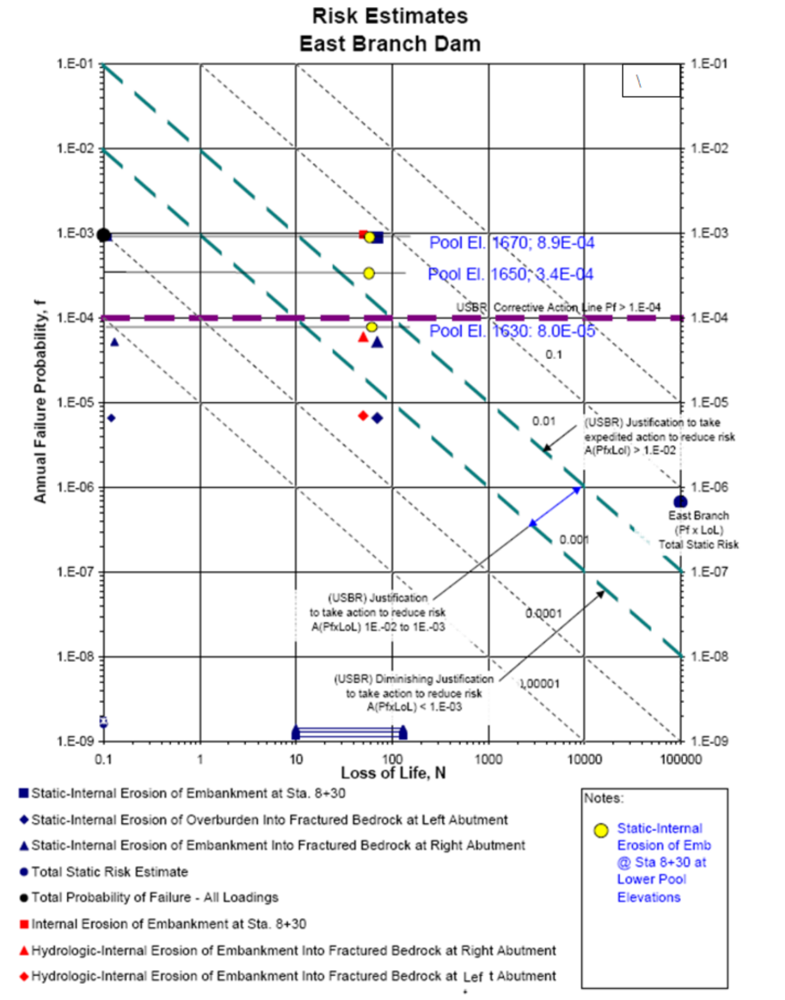 Risk Estimates
East Branch Dam
1.E-01
1.E-01
\
1.E-02
1.E-02
1.E-03
1.E-03
Pool El. 1670; 8.9E-04
Pool El. 1650; 3.4E-04
USBR Corrective Action Line Pf > 1.E-04
1.E-04
1.E-04
Pool El. 1630: 8.0E-05
0.1
Annual Failure Probability, f
1.E-05
1.E-05
0.01
(USBR) Justification to take
expedited action to reduce risk
A(PfxLol) > 1.E-02
1.E-06
1.E-06
East Branch
(Pf x LoL)
Total Static Risk
0.001
1.E-07
1.E-07
(USBR) Justification
to take action to reduce risk
A(PfxLoL) 1E.-02 to 1E.-03
0.0001
1.E-08
1.E-08
(USBR) Diminishing Justification
to take action to reduce risk
A(PfxLoL) < 1.E-03
0.00001
1.E-09
1.E-09
0.1 1 10 100 1000 10000 100000
Loss of Life, N
Static-Internal Erosion of Embankment at Sta. 8+30
Static-Internal Erosion of Overburden Into Fractured Bedrock at Left Abutment
Static-Internal Erosion of Embankment Into Fractured Bedrock at Right Abutment
Total Static Risk Estimate
Total Probability of Failure - All Loadings
Internal Erosion of Embankment at Sta. 8+30
Hydrologic-Internal Erosion of Embankment Into Fractured Bedrock at Right Abutment
Hydrologic-Internal Erosion of Embankment Into Fractured Bedrock at Lef t Abutment
Notes:
Static-Internal
Erosion of Emb
@ Sta 8+30 at
Lower Pool
Elevations